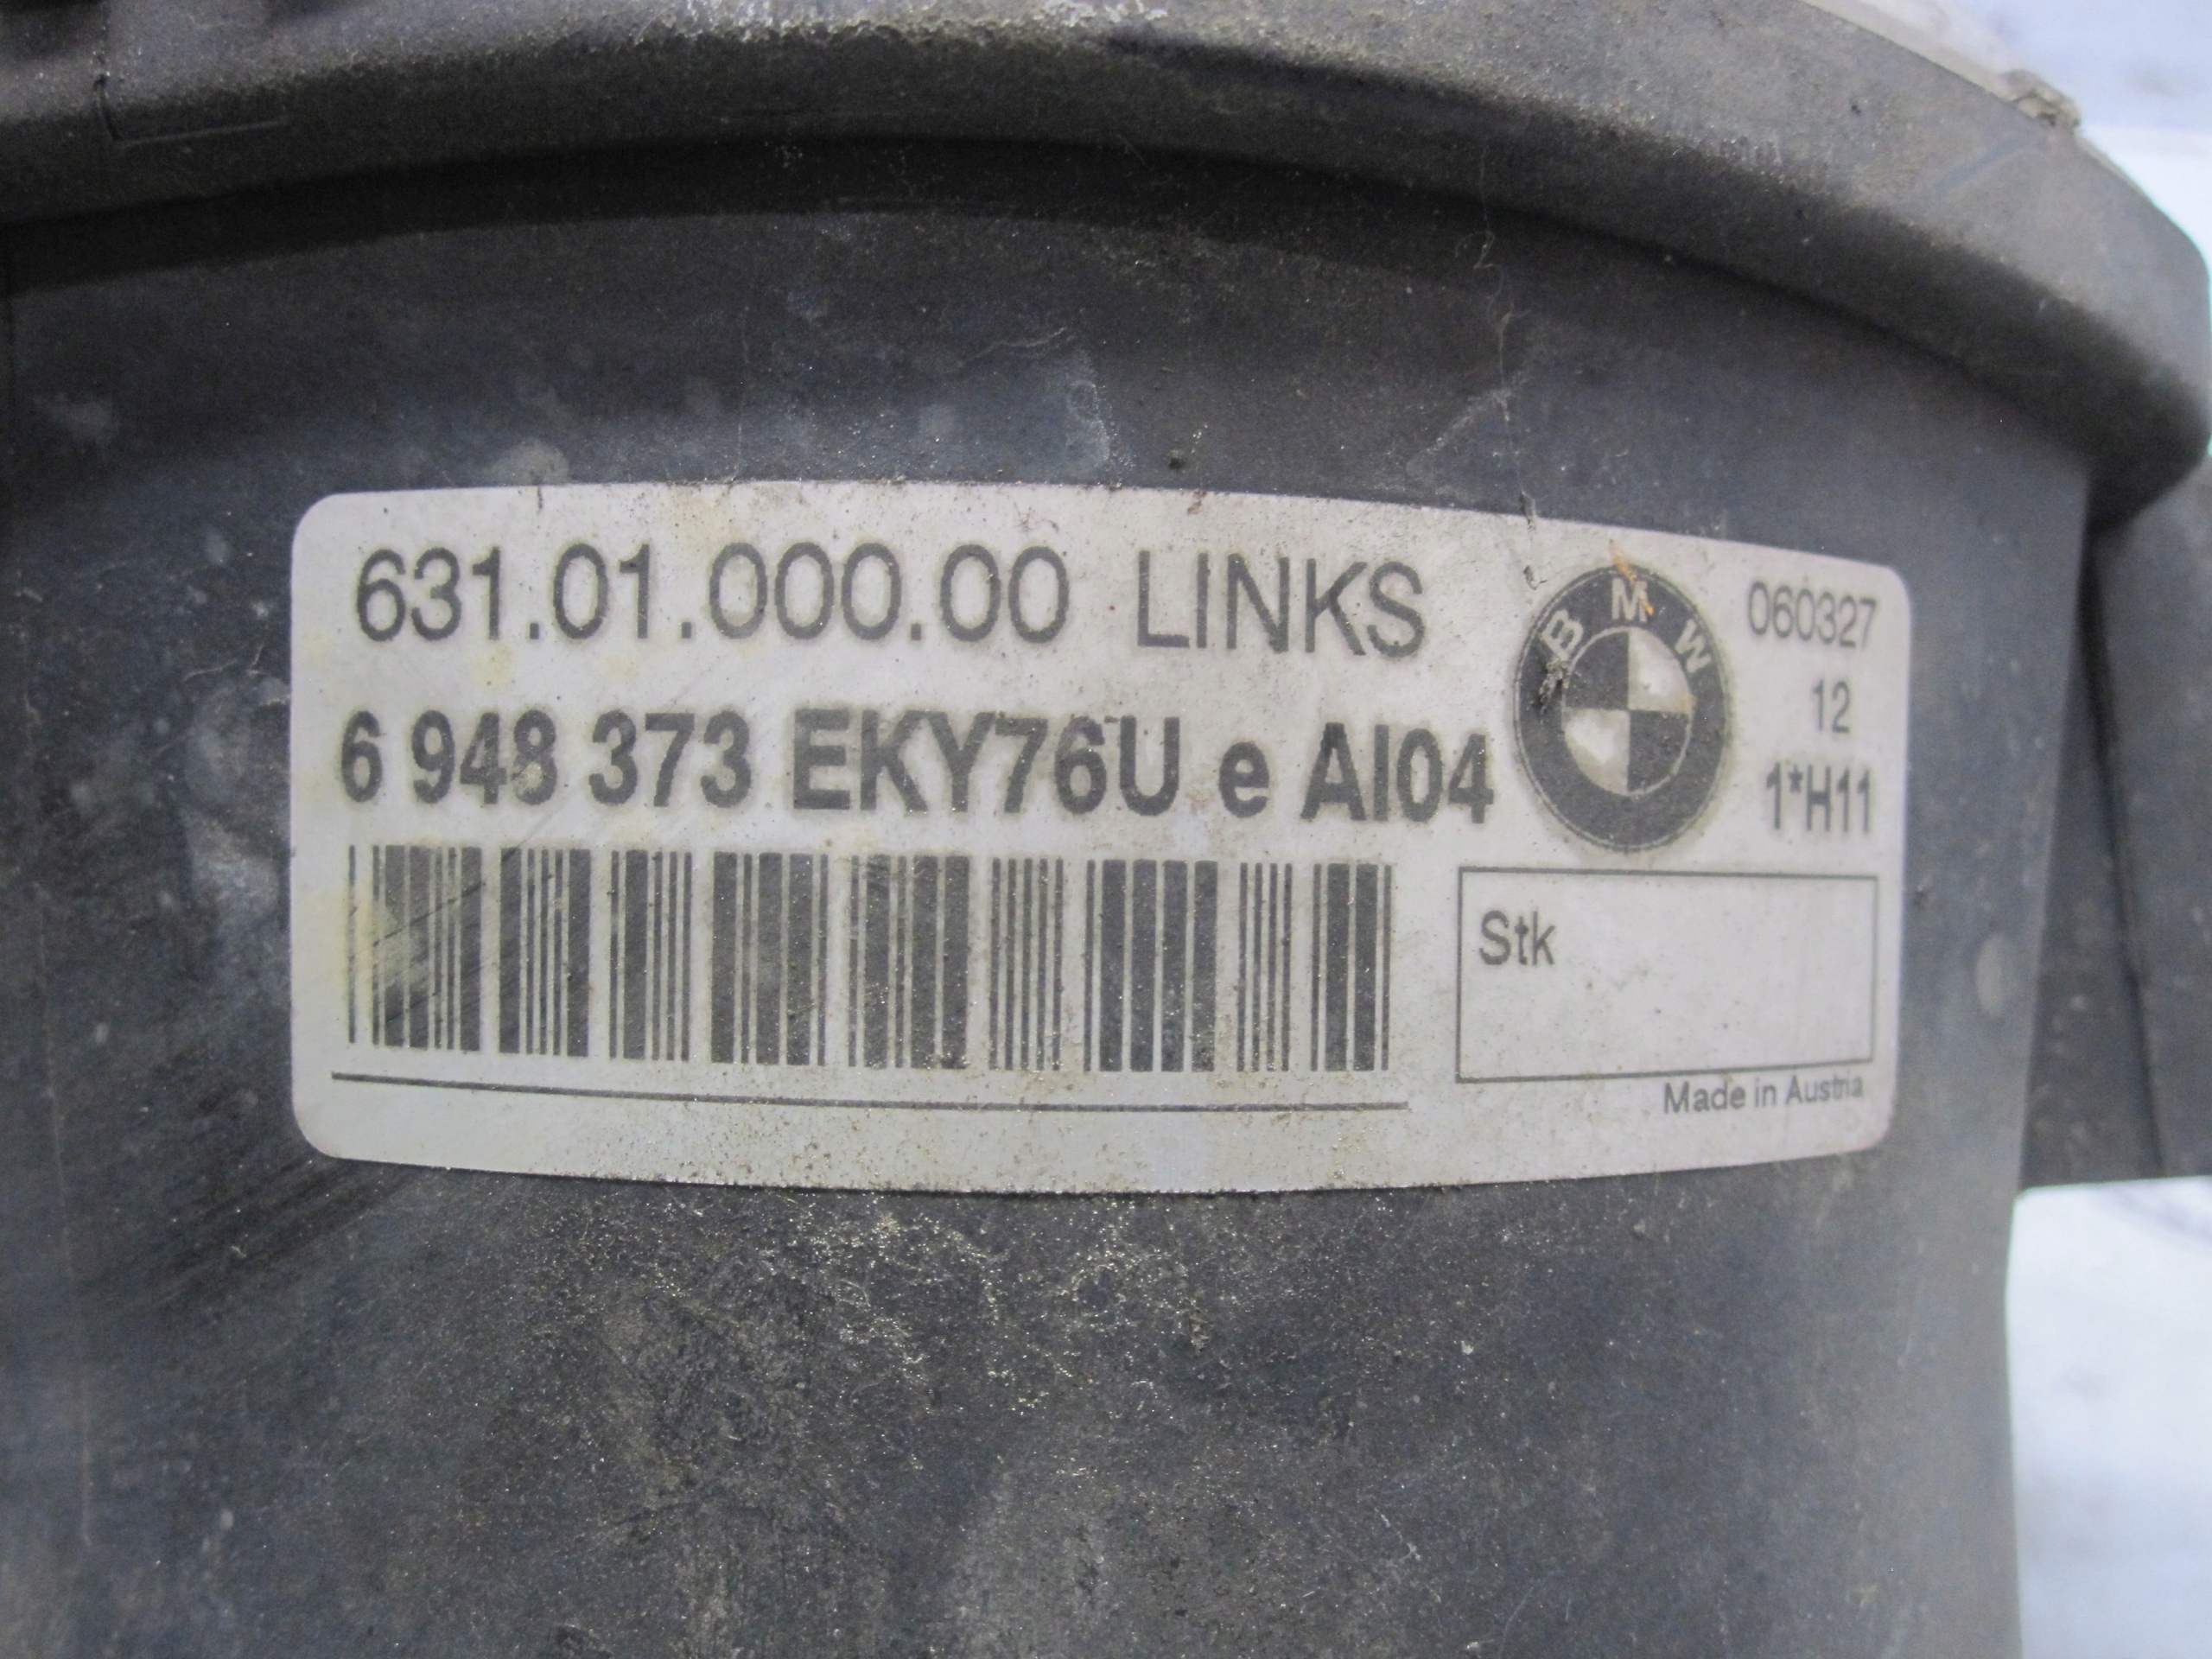 631.01.000.00 LINKS
6 948 373 EKY76U e AI04
BMW
060327
12
1*H11
Stk
Made in Austria